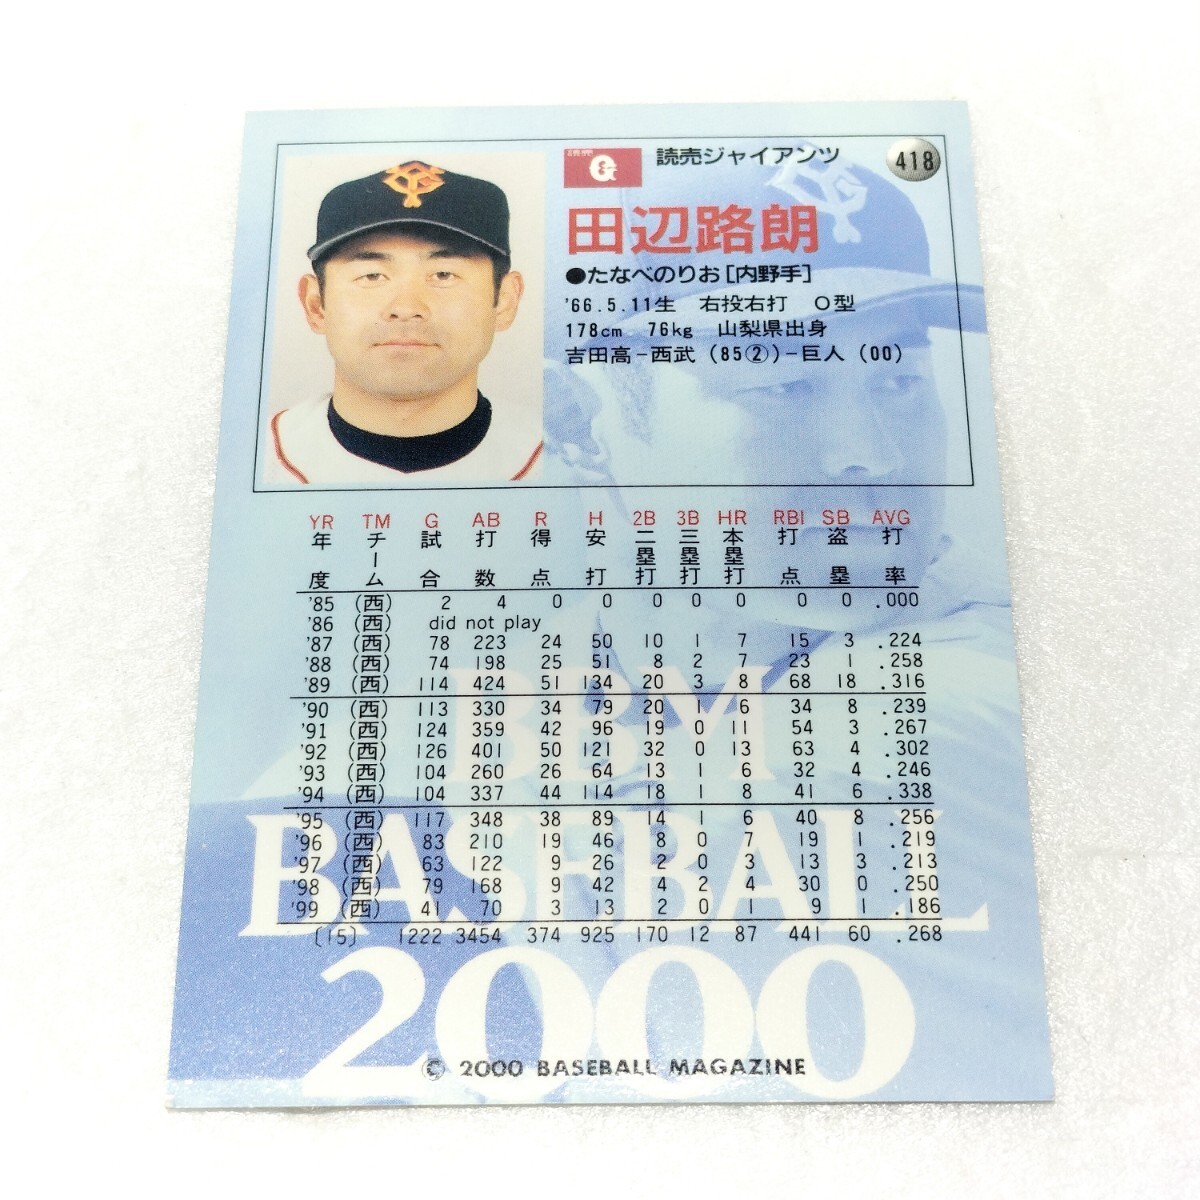 読売 読売ジャイアンツ 418
田辺路朗
●たなべのりお[内野手]
'66.5.11生 右投右打 O型
178cm 76kg 山梨県出身
吉田高-西武(85②)-巨人(00)
YR TM G AB R H 2B 3B HR RBI SB AVG
年度 チーム 試合 打数 得点 安打 二塁打 三塁打 本塁打 打点 盗塁 打率
'85 (西) 2 4 0 0 0 0 0 0 0 .000
'86 (西) did not play
'87 (西) 78 223 24 50 10 1 7 15 3 .224
'88 (西) 74 198 25 51 8 2 7 23 1 .258
'89 (西) 114 424 51 134 20 3 8 68 18 .316
'90 (西) 113 330 34 79 20 1 6 34 8 .239
'91 (西) 124 359 42 96 19 0 11 54 3 .267
'92 (西) 126 401 50 121 32 0 13 63 4 .302
'93 (西) 104 260 26 64 13 1 6 32 4 .246
'94 (西) 104 337 44 114 18 1 8 41 6 .338
'95 (西) 117 348 38 89 14 1 6 40 8 .256
'96 (西) 83 210 19 46 8 0 7 19 1 .219
'97 (西) 63 122 9 26 2 0 3 13 3 .213
'98 (西) 79 168 9 42 4 2 4 30 0 .250
'99 (西) 41 70 3 13 2 0 1 9 1 .186
〔15〕 1222 3454 374 925 170 12 87 441 60 .268
BBM
BASEBALL
2000
© 2000 BASEBALL MAGAZINE